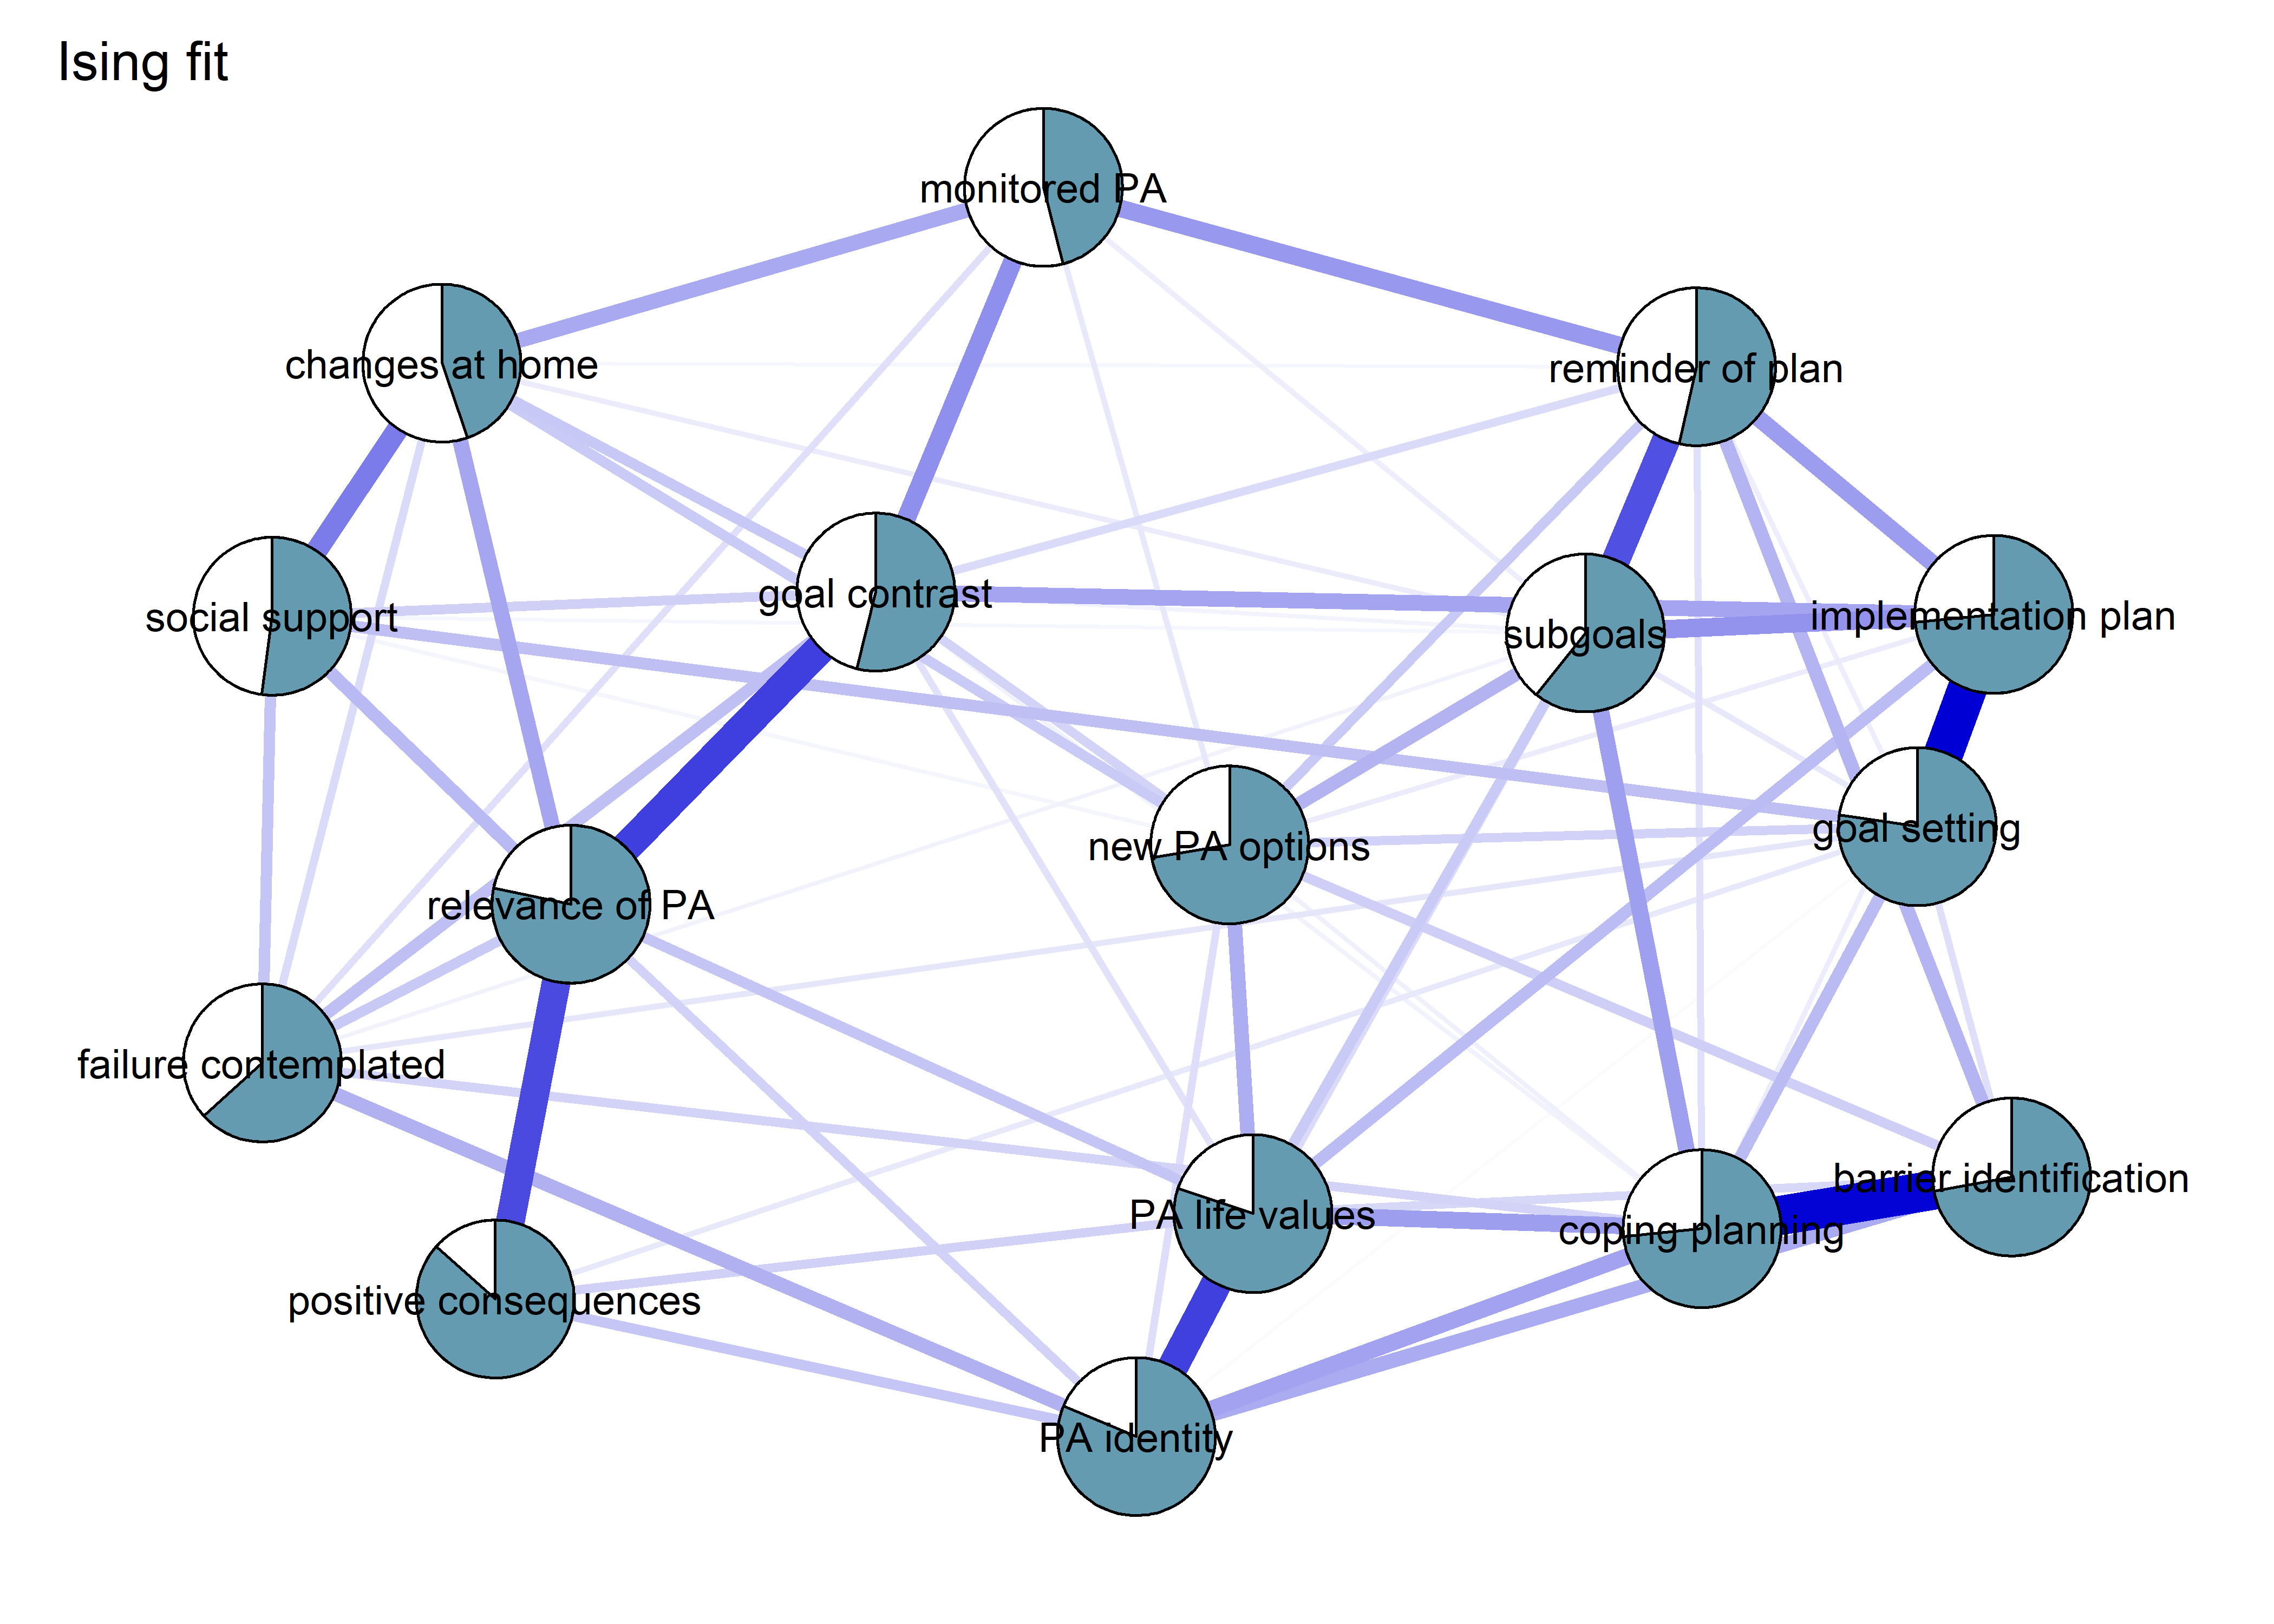 Ising fit
monitored PA
changes at home
reminder of plan
goal contrast
social support
subgoals
implementation plan
new PA options
goal setting
relevance of PA
failure contemplated
barrier identification
PA life values
coping planning
positive consequences
PA identity